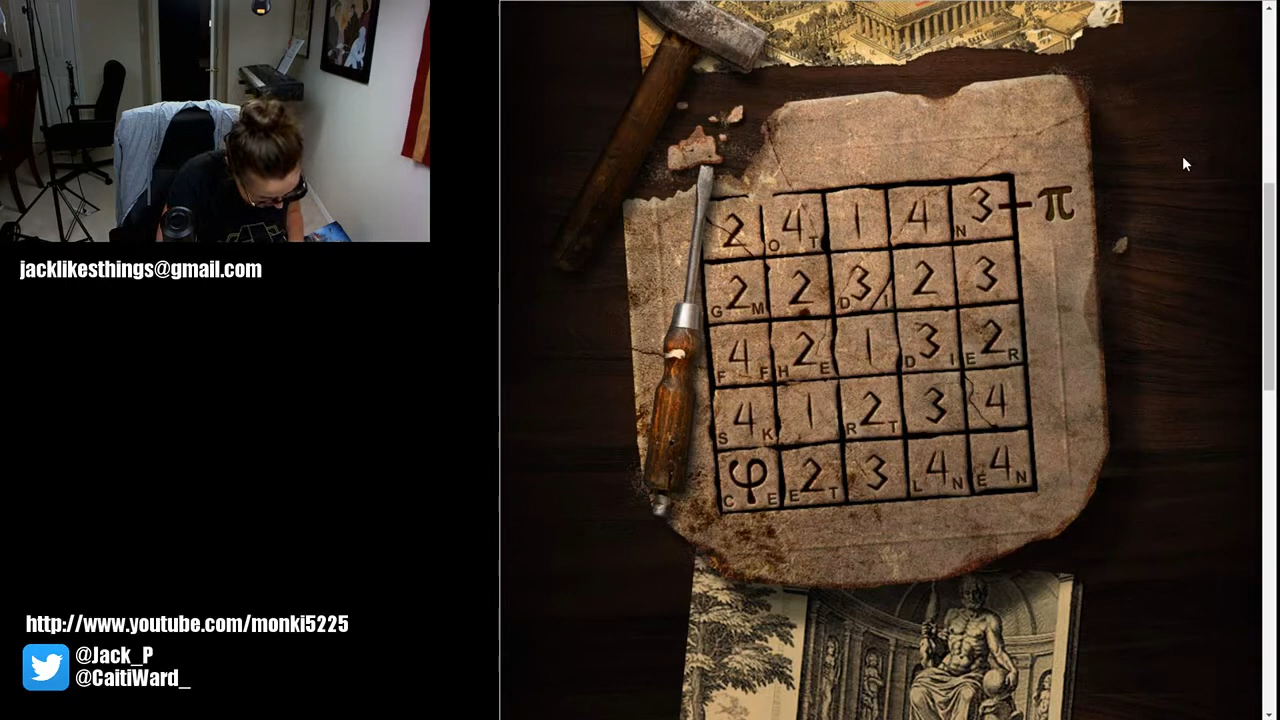 jacklikesthings@gmail.com
http://www.youtube.com/monki5225
@Jack_P
@CaitiWard_
2 4 1 4 3 π
O T N
2 2 3 2 3
G M D I
4 2 1 3 2
F F H E D I E R
4 1 2 3 4
S K R T
φ 2 3 4 4
C E E T L N E N